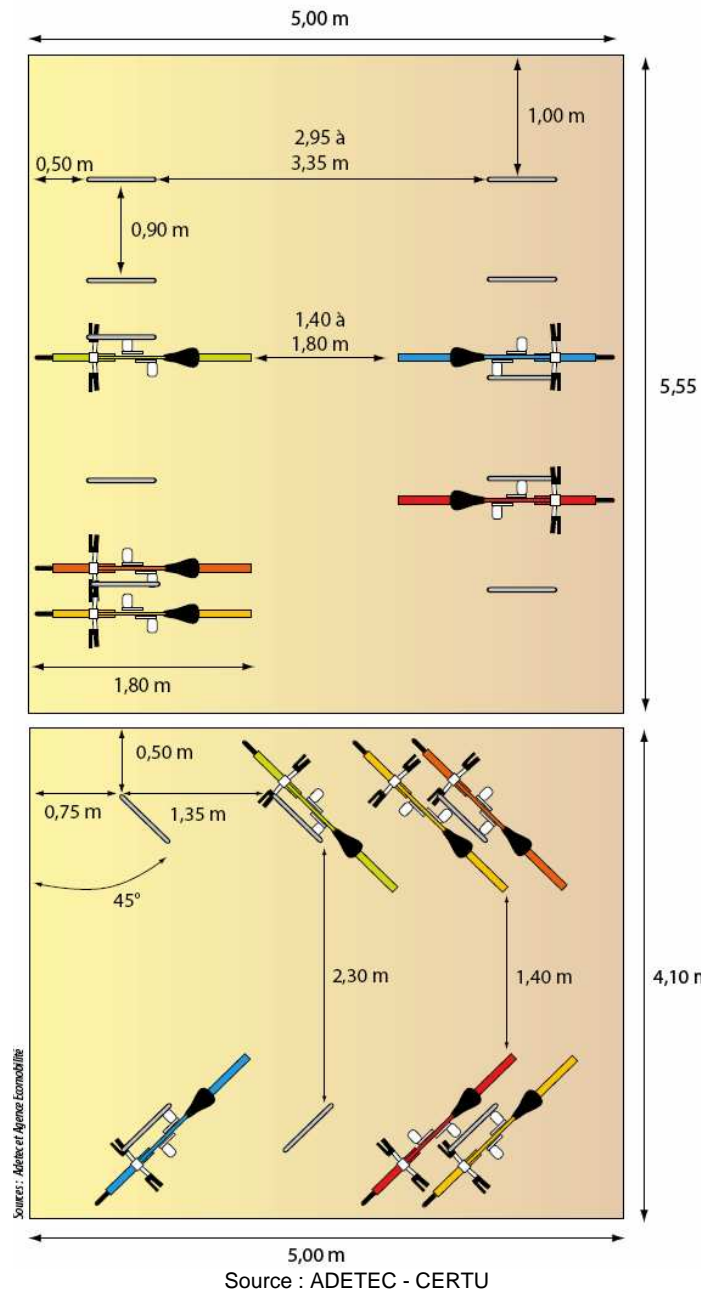 5,00 m
1,00 m
2,95 à
3,35 m
0,50 m
0,90 m
1,40 à
1,80 m
5,55
1,80 m
0,50 m
0,75 m
1,35 m
45°
2,30 m
1,40 m
4,10 m
Sources : Adetec et Agence Ecomobilité
5,00 m
Source : ADETEC - CERTU